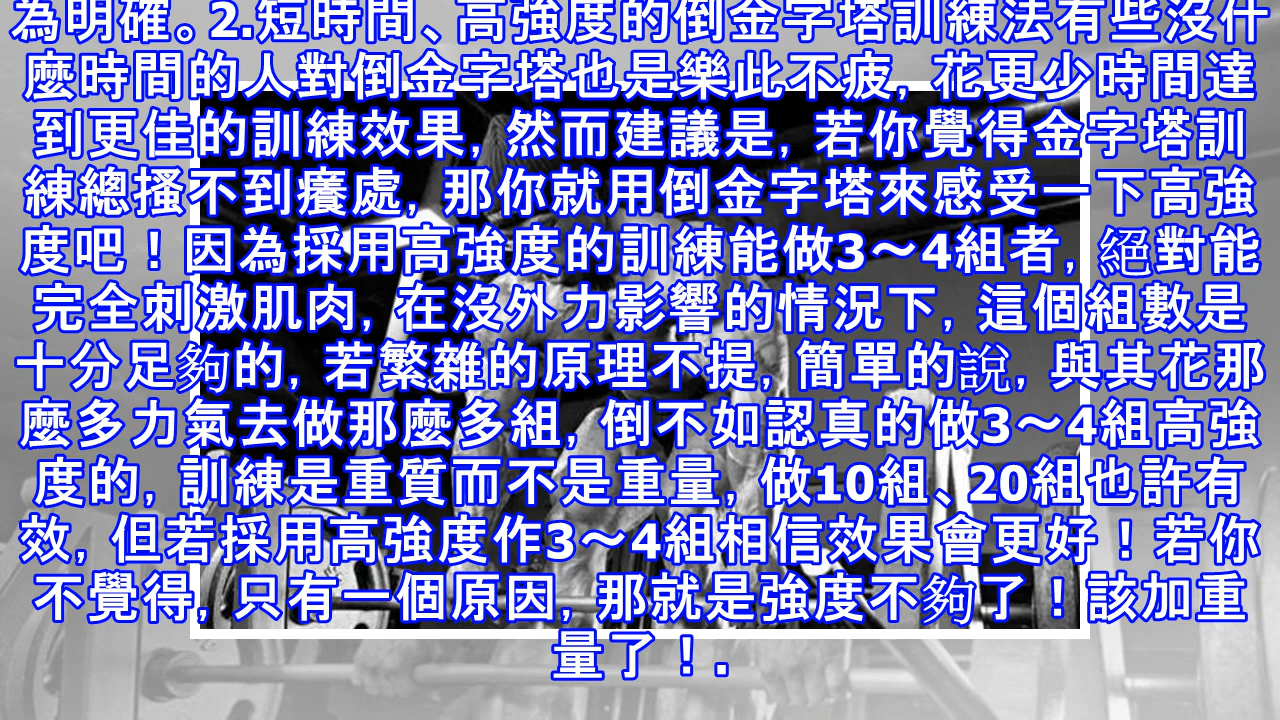 為明確。2.短時間、高強度的倒金字塔訓練法有些沒什
麼時間的人對倒金字塔也是樂此不疲, 花更少時間達
到更佳的訓練效果, 然而建議是, 若你覺得金字塔訓
練總搔不到癢處, 那你就用倒金字塔來感受一下高強
度吧！因為採用高強度的訓練能做3～4組者, 絕對能
完全刺激肌肉, 在沒外力影響的情況下, 這個組數是
十分足夠的, 若繁雜的原理不提, 簡單的說, 與其花那
麼多力氣去做那麼多組, 倒不如認真的做3～4組高強
度的, 訓練是重質而不是重量, 做10組、20組也許有
效, 但若採用高強度作3～4組相信效果會更好！若你
不覺得, 只有一個原因, 那就是強度不夠了！該加重
量了！.